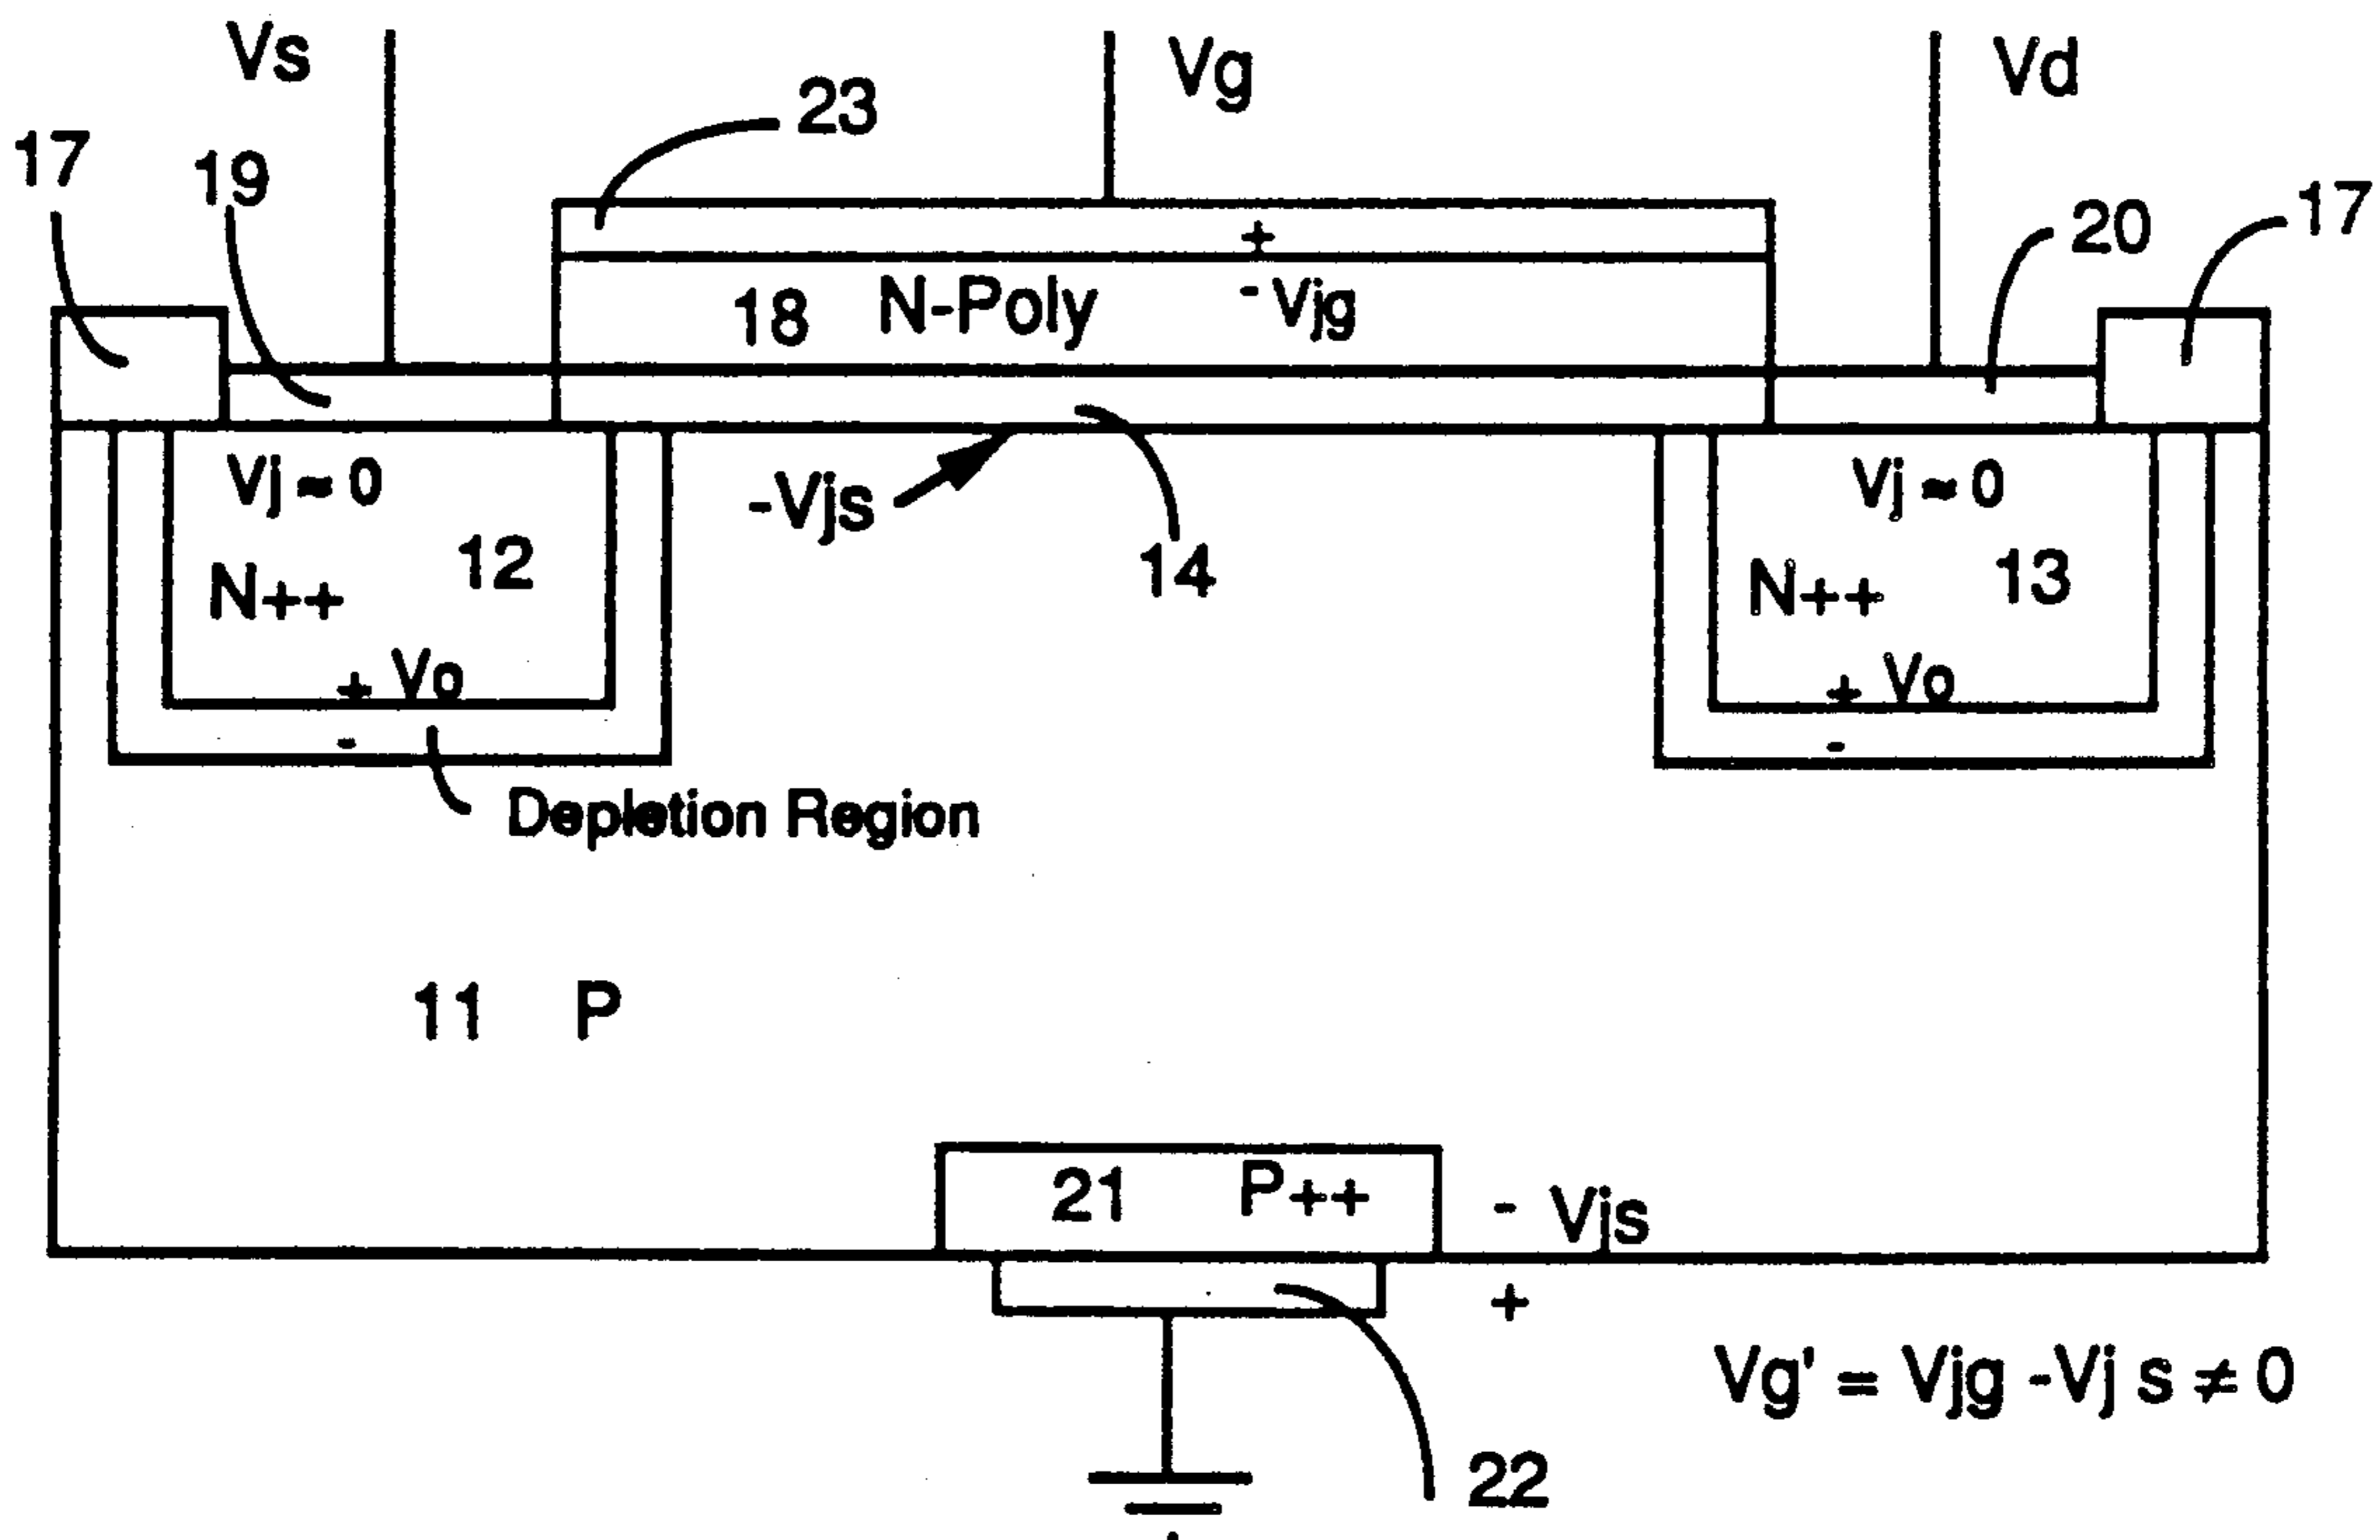 Vs
Vg
Vd
23
17
19
20
17
+
18 N-Poly - Vjg
Vj ≈ 0
-Vjs
Vj ≈ 0
12
N++
14
N++ 13
+ Vo
-
+ Vo
-
Depletion Region
11 P
21 P++
- Vjs
+
Vg' = Vjg -Vj s ≠ 0
22